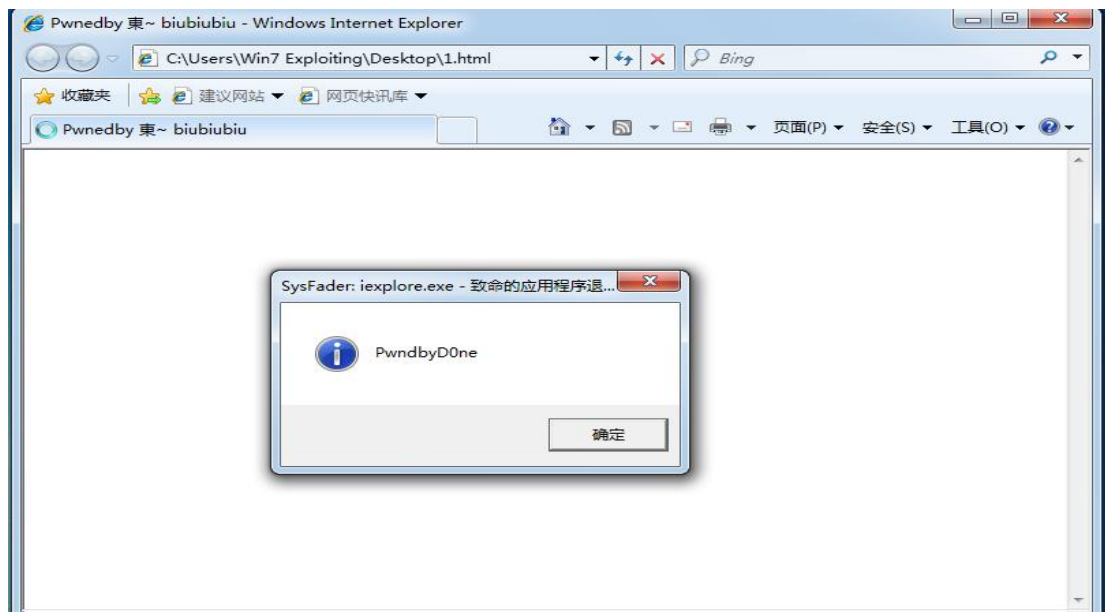 Pwnedby 東~ biubiubiu - Windows Internet Explorer
C:\Users\Win7 Exploiting\Desktop\1.html
Bing
收藏夹 建议网站 网页快讯库
Pwnedby 東~ biubiubiu 页面(P) 安全(S) 工具(O)
SysFader: iexplore.exe - 致命的应用程序退...
PwndbyD0ne
确定